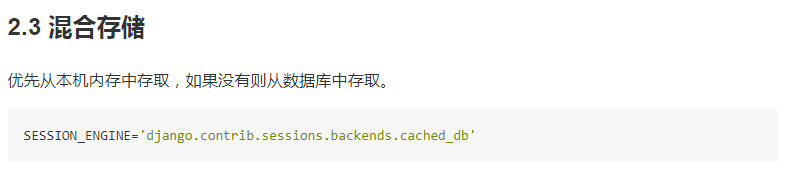 2.3 混合存储
优先从本机内存中存取，如果没有则从数据库中存取。
SESSION_ENGINE='django.contrib.sessions.backends.cached_db'